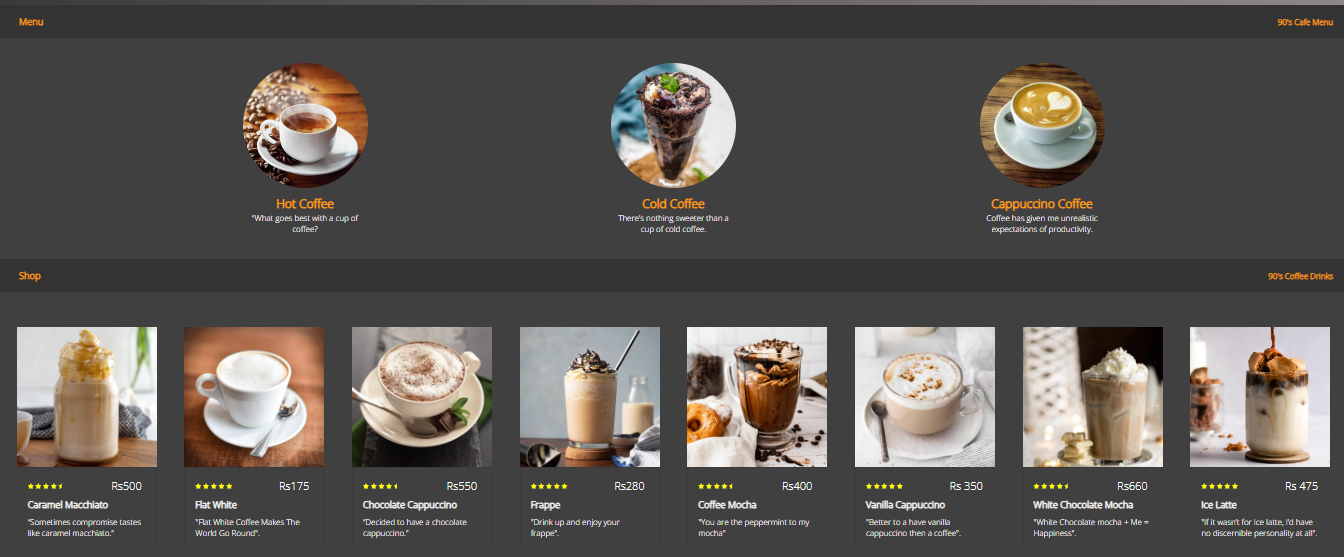 Menu
90's Cafe Menu
Hot Coffee
"What goes best with a cup of
coffee?
Cold Coffee
There's nothing sweeter than a
cup of cold coffee.
Cappuccino Coffee
Coffee has given me unrealistic
expectations of productivity.
Shop
90's Coffee Drinks
Rs500
Caramel Macchiato
"Sometimes compromise tastes
like caramel macchiato."
Rs175
Flat White
"Flat White Coffee Makes The
World Go Round".
Rs550
Chocolate Cappuccino
"Decided to have a chocolate
cappuccino."
Rs280
Frappe
"Drink up and enjoy your
frappe".
Rs400
Coffee Mocha
"You are the peppermint to my
mocha"
Rs 350
Vanilla Cappuccino
"Better to a have vanilla
cappuccino then a coffee".
Rs660
White Chocolate Mocha
"White Chocolate mocha + Me =
Happiness".
Rs 475
Ice Latte
"If it wasn't for Ice latte, I'd have
no discernible personality at all".